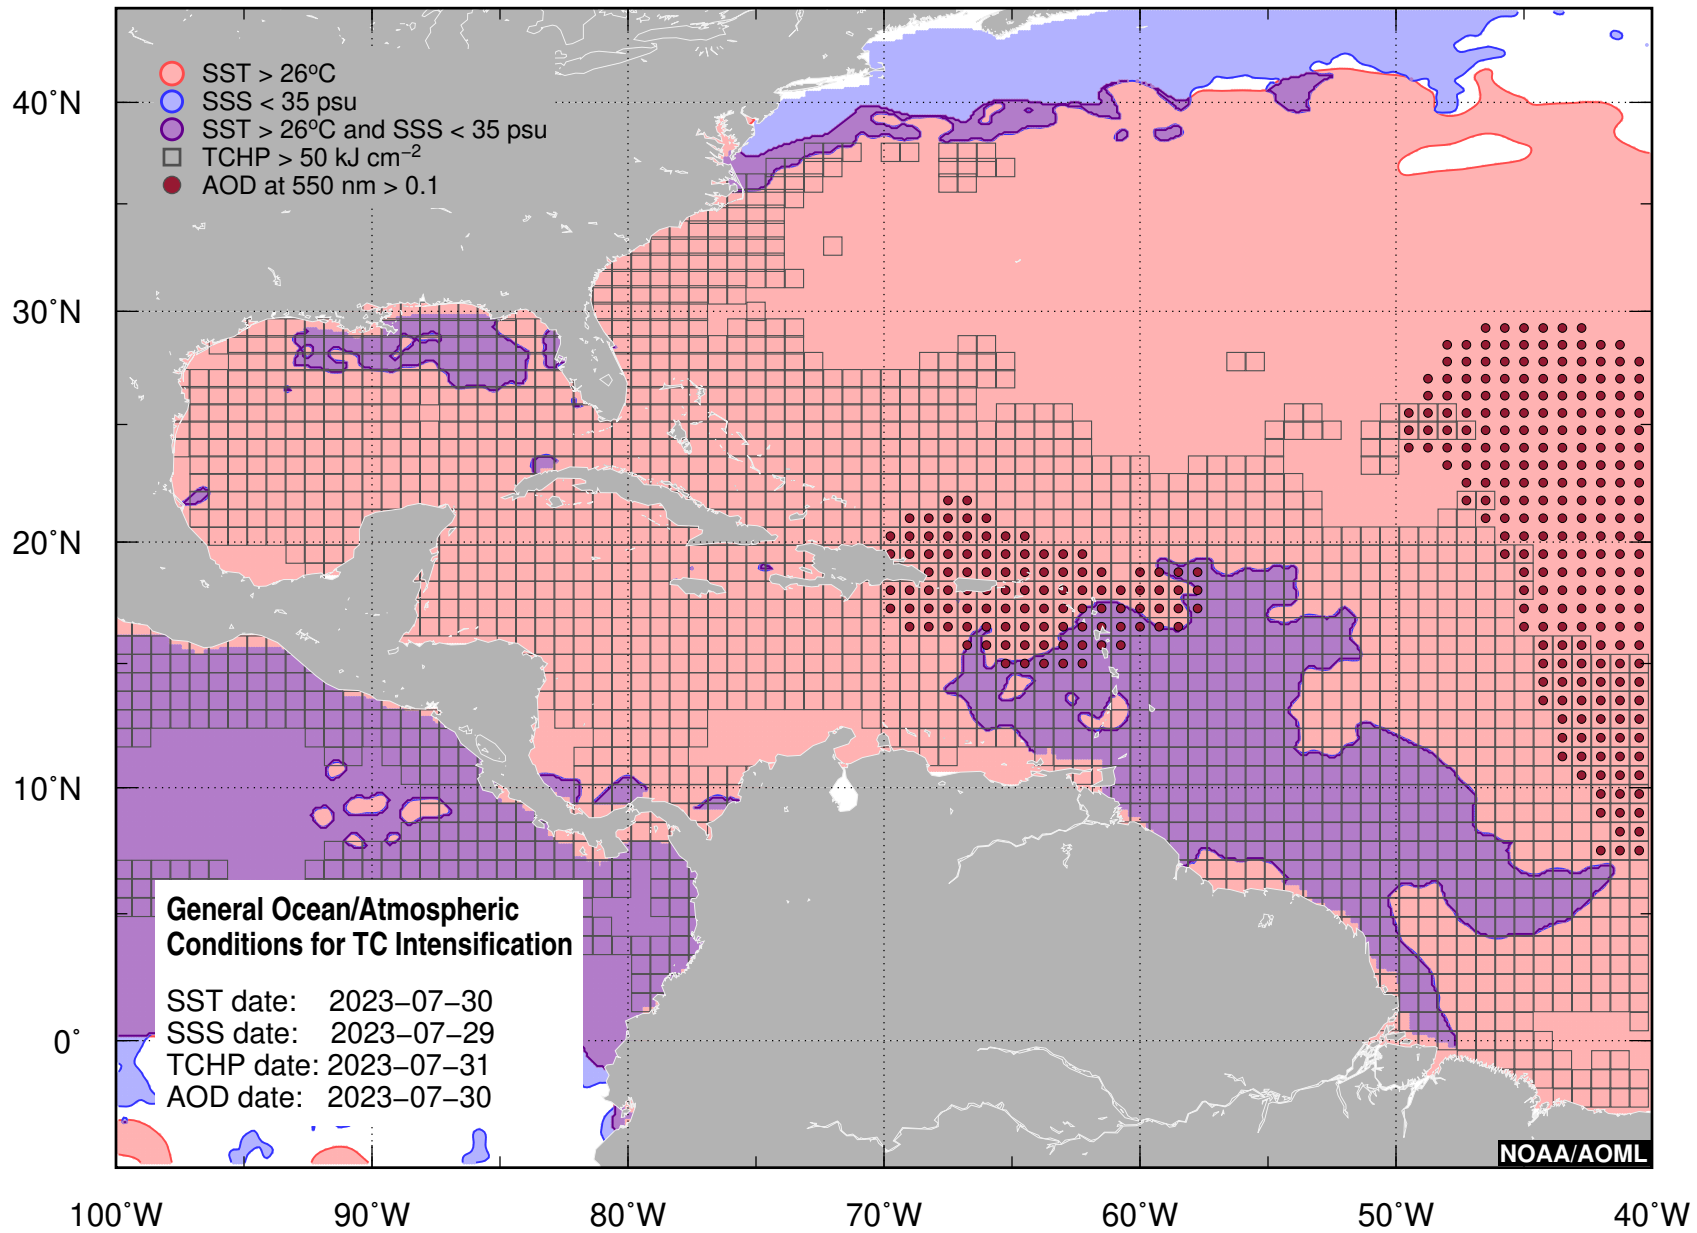 SST > 26ºC
SSS < 35 psu
SST > 26ºC and SSS < 35 psu
TCHP > 50 kJ cm⁻²
AOD at 550 nm > 0.1
40˚N
30˚N
20˚N
10˚N
0˚
General Ocean/Atmospheric
Conditions for TC Intensification
SST date: 2023−07−30
SSS date: 2023−07−29
TCHP date: 2023−07−31
AOD date: 2023−07−30
NOAA/AOML
100˚W 90˚W 80˚W 70˚W 60˚W 50˚W 40˚W